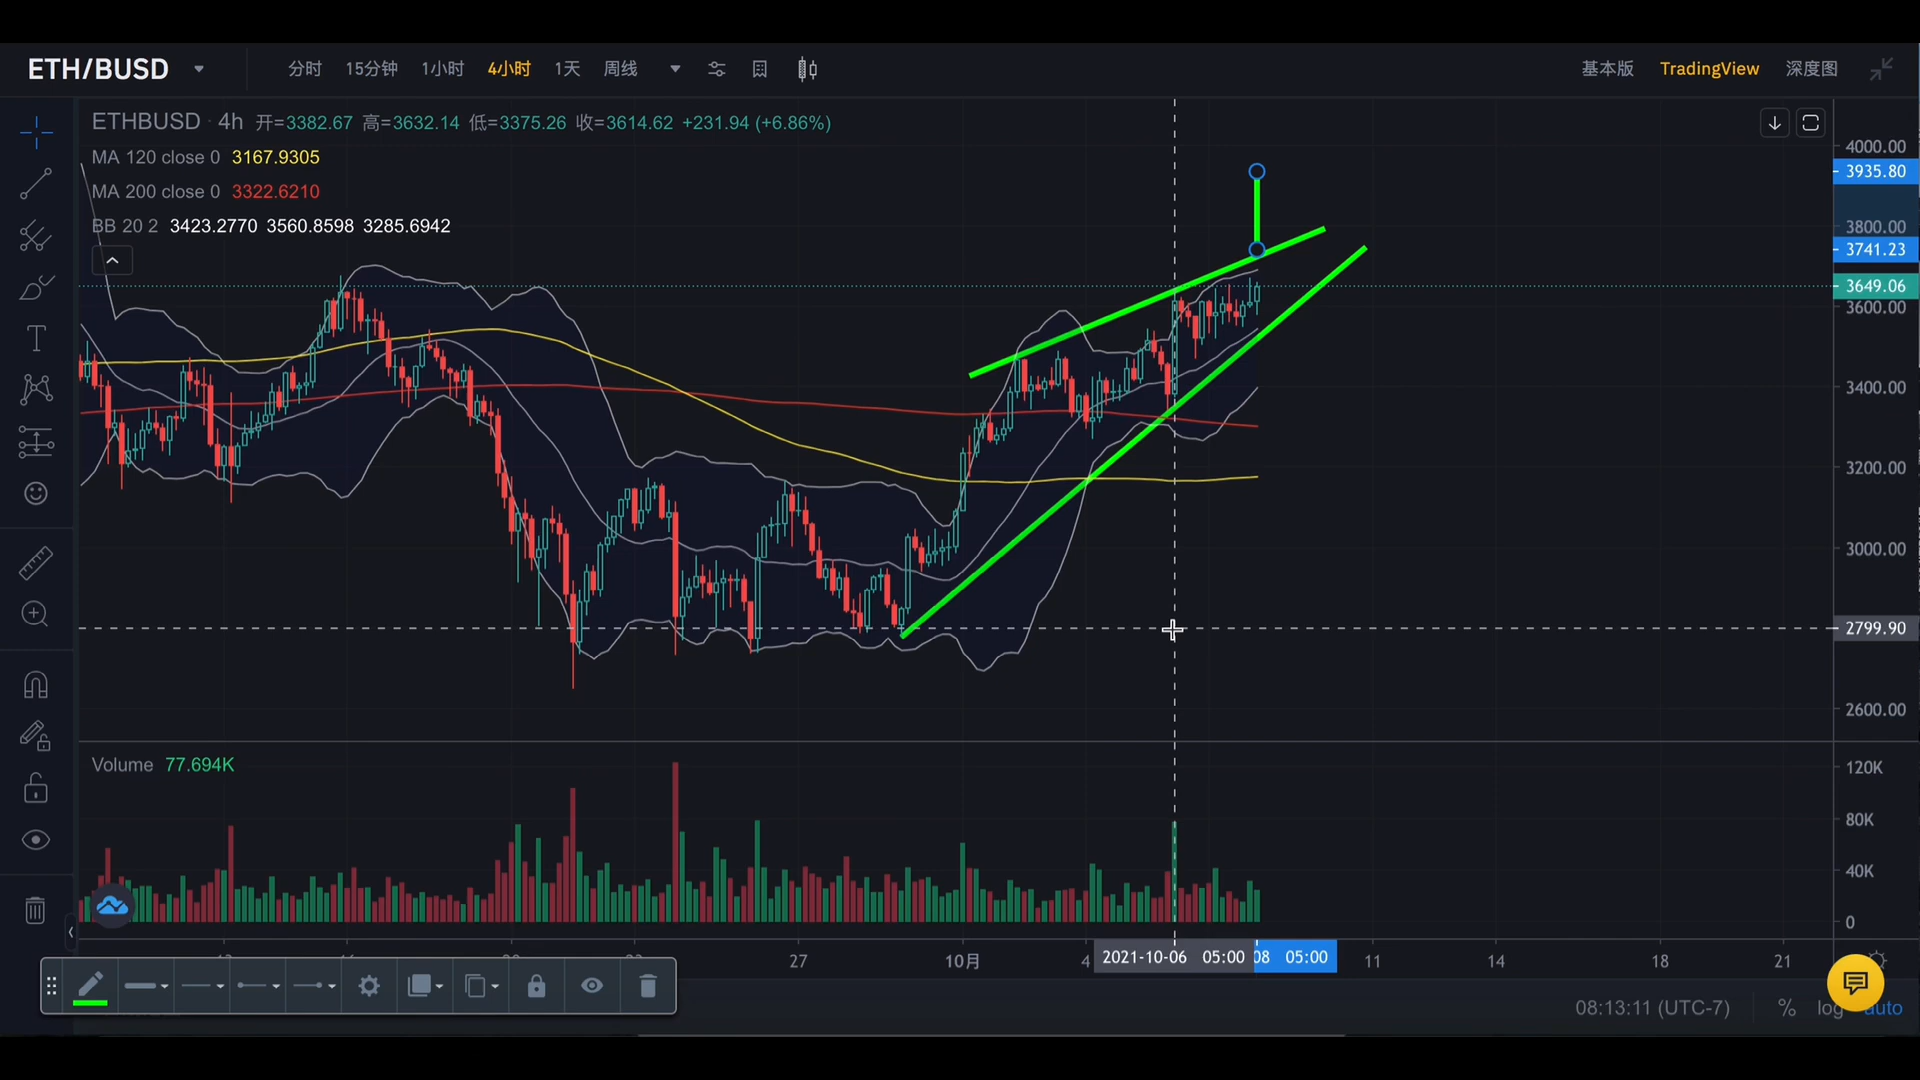 ETH/BUSD 分时 15分钟 1小时 4小时 1天 周线 基本版 TradingView 深度图
ETHBUSD · 4h 开=3382.67 高=3632.14 低=3375.26 收=3614.62 +231.94 (+6.86%)
MA 120 close 0 3167.9305
MA 200 close 0 3322.6210
BB 20 2 3423.2770 3560.8598 3285.6942
4000.00
3935.80
3800.00
3741.23
3649.06
3600.00
3400.00
3200.00
3000.00
2799.90
2600.00
Volume 77.694K
120K
80K
40K
0
27 10月 4 2021-10-06 05:00 08 05:00 11 14 18 21
08:13:11 (UTC-7) % log auto